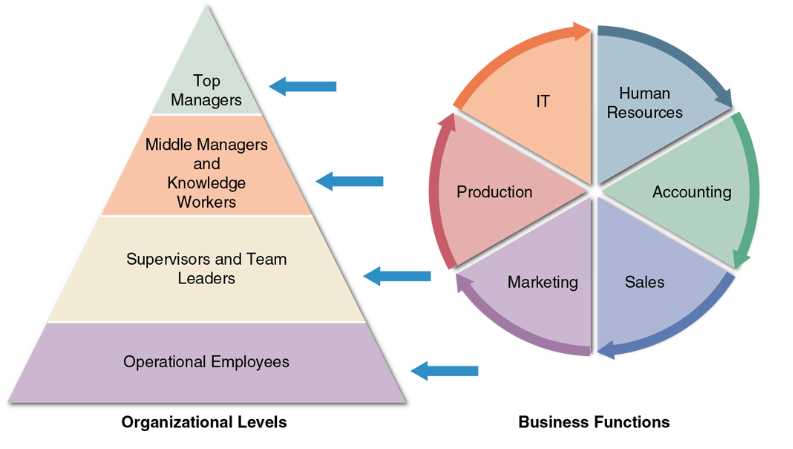 Top
Managers
Middle Managers
and
Knowledge
Workers
Supervisors and Team
Leaders
Operational Employees
Organizational Levels
IT
Human
Resources
Production
Accounting
Marketing
Sales
Business Functions